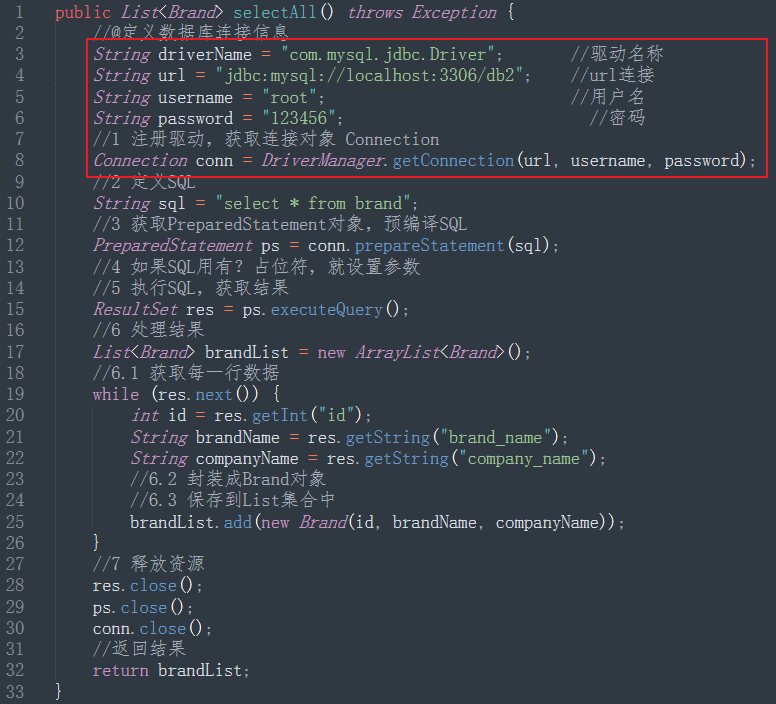 1 public List<Brand> selectAll() throws Exception {
2 //@定义数据库连接信息
3 String driverName = "com.mysql.jdbc.Driver"; //驱动名称
4 String url = "jdbc:mysql://localhost:3306/db2"; //url连接
5 String username = "root"; //用户名
6 String password = "123456"; //密码
7 //1 注册驱动，获取连接对象 Connection
8 Connection conn = DriverManager.getConnection(url, username, password);
9 //2 定义SQL
10 String sql = "select * from brand";
11 //3 获取PreparedStatement对象，预编译SQL
12 PreparedStatement ps = conn.prepareStatement(sql);
13 //4 如果SQL用有？占位符，就设置参数
14 //5 执行SQL，获取结果
15 ResultSet res = ps.executeQuery();
16 //6 处理结果
17 List<Brand> brandList = new ArrayList<Brand>();
18 //6.1 获取每一行数据
19 while (res.next()) {
20 int id = res.getInt("id");
21 String brandName = res.getString("brand_name");
22 String companyName = res.getString("company_name");
23 //6.2 封装成Brand对象
24 //6.3 保存到List集合中
25 brandList.add(new Brand(id, brandName, companyName));
26 }
27 //7 释放资源
28 res.close();
29 ps.close();
30 conn.close();
31 //返回结果
32 return brandList;
33 }